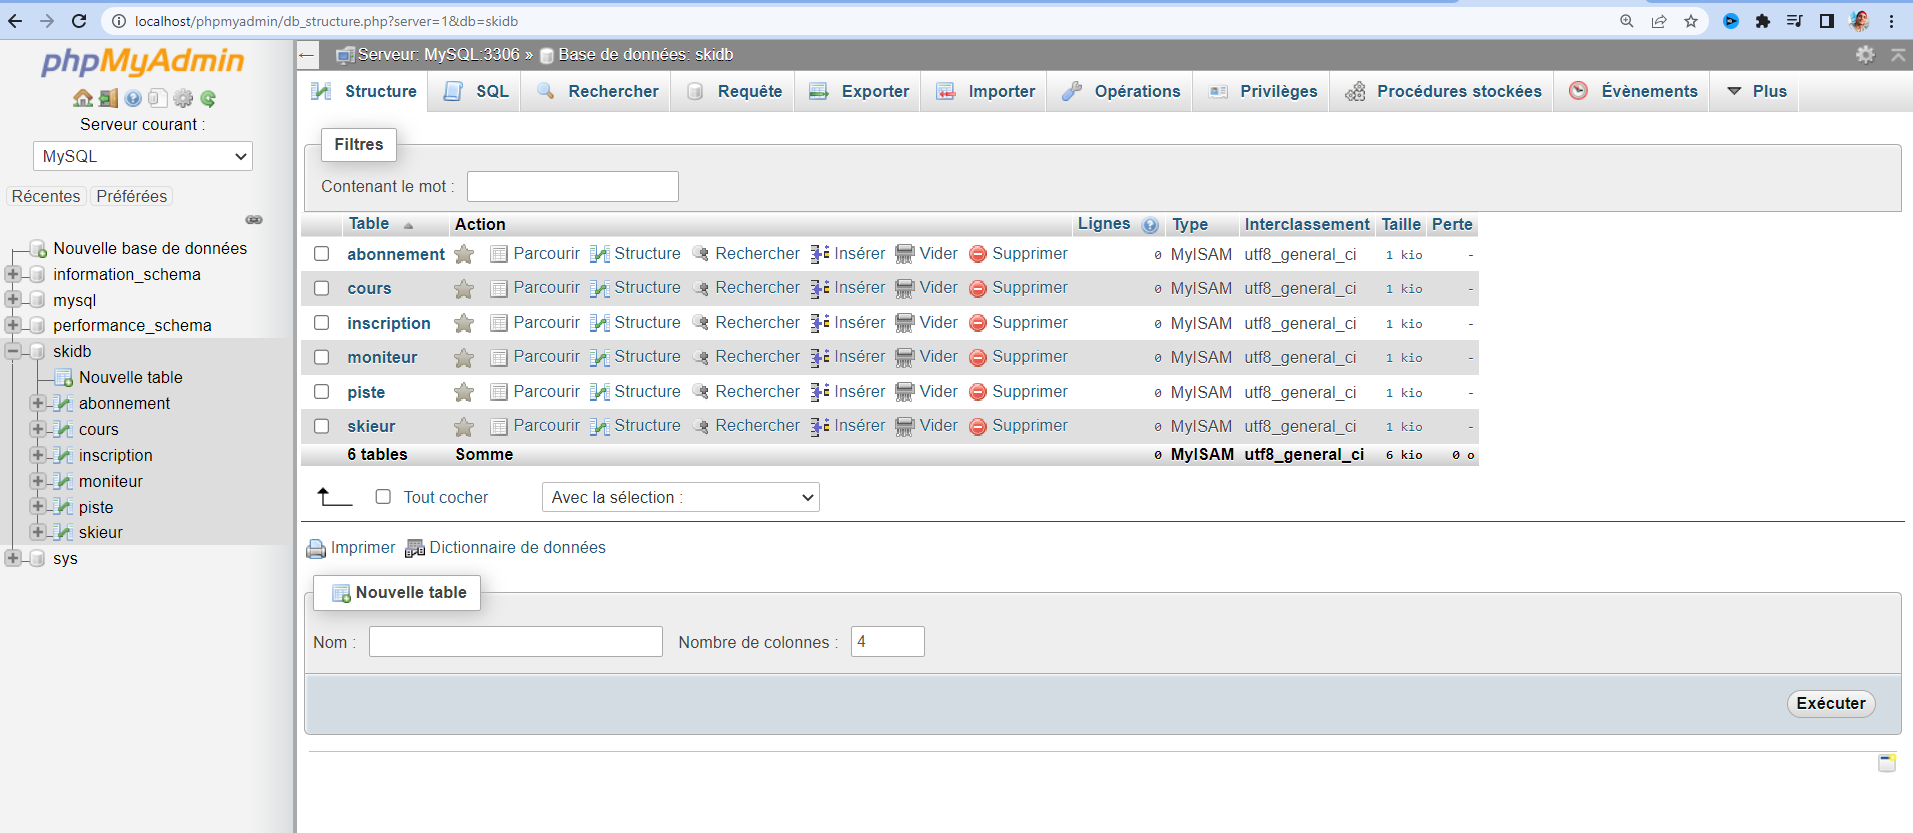 localhost/phpmyadmin/db_structure.php?server=1&db=skidb
phpMyAdmin
Serveur courant :
MySQL
Récentes Préférées
Nouvelle base de données
information_schema
mysql
performance_schema
skidb
Nouvelle table
abonnement
cours
inscription
moniteur
piste
skieur
sys
Serveur: MySQL:3306 » Base de données: skidb
Structure SQL Rechercher Requête Exporter Importer Opérations Privilèges Procédures stockées Évènements Plus
Filtres
Contenant le mot :
Table Action Lignes Type Interclassement Taille Perte
abonnement Parcourir Structure Rechercher Insérer Vider Supprimer 0 MyISAM utf8_general_ci 1 kio -
cours Parcourir Structure Rechercher Insérer Vider Supprimer 0 MyISAM utf8_general_ci 1 kio -
inscription Parcourir Structure Rechercher Insérer Vider Supprimer 0 MyISAM utf8_general_ci 1 kio -
moniteur Parcourir Structure Rechercher Insérer Vider Supprimer 0 MyISAM utf8_general_ci 1 kio -
piste Parcourir Structure Rechercher Insérer Vider Supprimer 0 MyISAM utf8_general_ci 1 kio -
skieur Parcourir Structure Rechercher Insérer Vider Supprimer 0 MyISAM utf8_general_ci 1 kio -
6 tables Somme 0 MyISAM utf8_general_ci 6 kio 0 o
Tout cocher Avec la sélection :
Imprimer Dictionnaire de données
Nouvelle table
Nom : Nombre de colonnes : 4
Exécuter